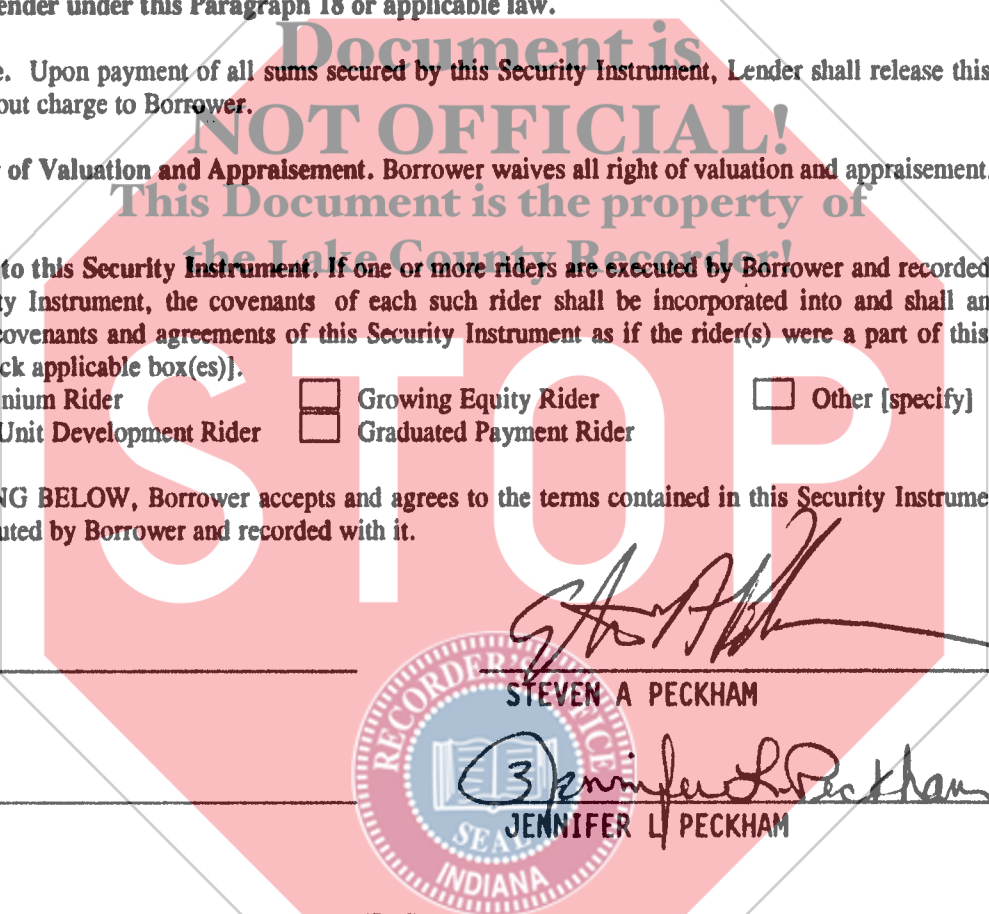 ender under this Paragraph 18 or applicable law.
Document is
e. Upon payment of all sums secured by this Security Instrument, Lender shall release this
out charge to Borrower.
NOT OFFICIAL!
of Valuation and Appraisement. Borrower waives all right of valuation and appraisement.
This Document is the property of
the Lake County Recorder!
to this Security Instrument. If one or more riders are executed by Borrower and recorded
ty Instrument, the covenants of each such rider shall be incorporated into and shall an
covenants and agreements of this Security Instrument as if the rider(s) were a part of this
ck applicable box(es)].
nium Rider Growing Equity Rider Other [specify]
Unit Development Rider Graduated Payment Rider
STOP
NG BELOW, Borrower accepts and agrees to the terms contained in this Security Instrume
uted by Borrower and recorded with it.
STEVEN A PECKHAM
Jennifer L Peckham
JENNIFER L PECKHAM
RECORDER'S OFFICE
SEAL
INDIANA